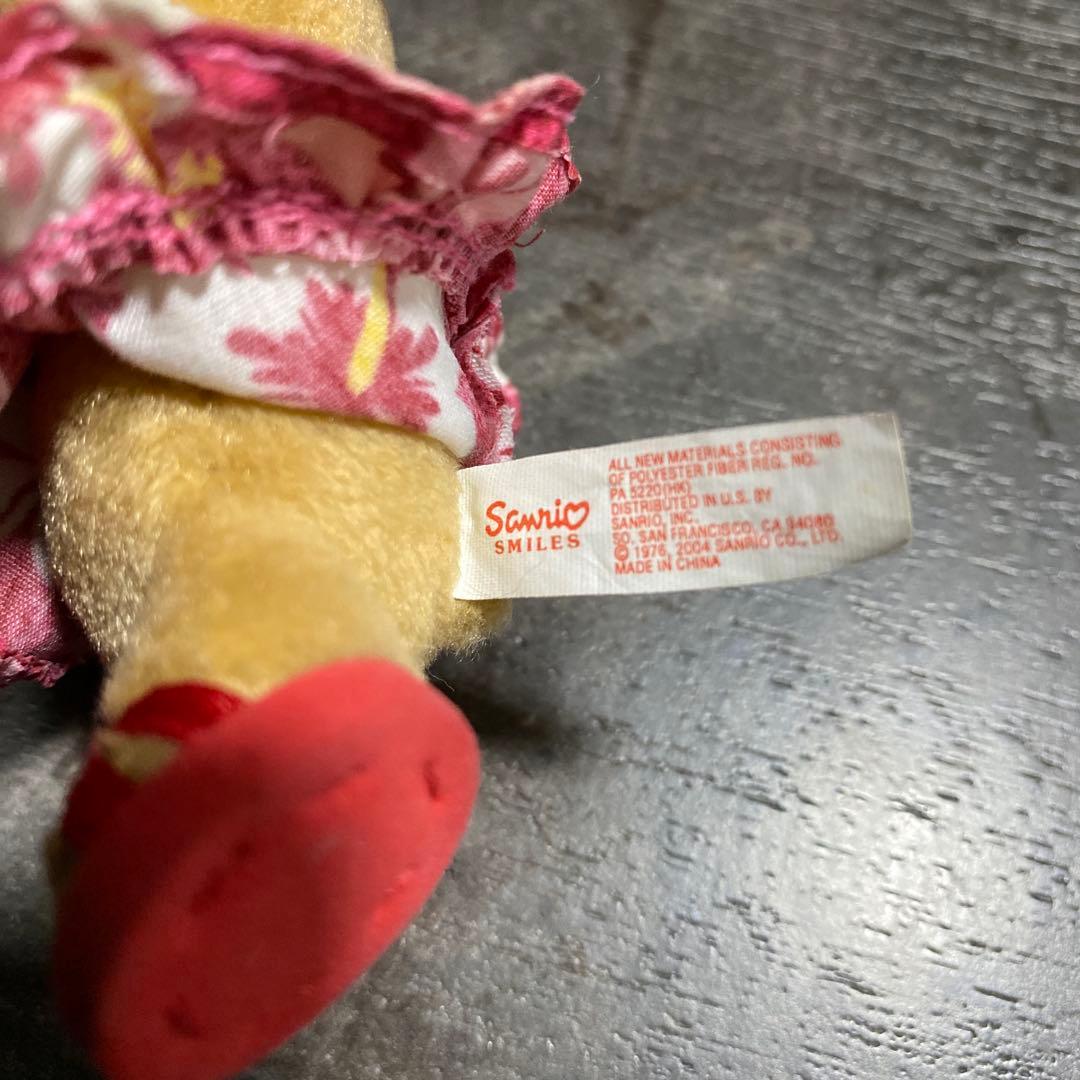 Sanrio
SMILES
ALL NEW MATERIALS CONSISTING
OF POLYESTER FIBER REG. NO.
PA 5220(HK)
DISTRIBUTED IN U.S. BY
SANRIO, INC.
SO. SAN FRANCISCO, CA 94080
© 1976, 2004 SANRIO CO., LTD.
MADE IN CHINA